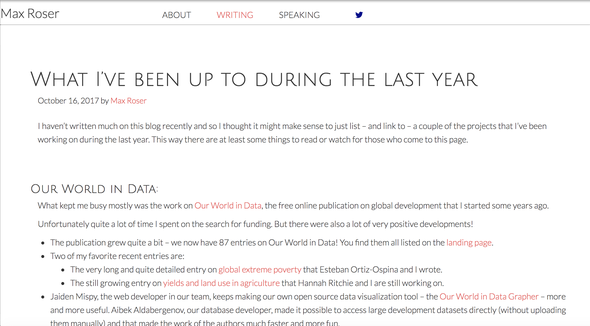 Max Roser
ABOUT WRITING SPEAKING
What I've been up to during the last year
October 16, 2017 by Max Roser
I haven't written much on this blog recently and so I thought it might make sense to just list – and link to – a couple of the projects that I've been
working on during the last year. This way there are at least some things to read or watch for those who come to this page.
Our World in Data:
What kept me busy mostly was the work on Our World in Data, the free online publication on global development that I started some years ago.
Unfortunately quite a lot of time I spent on the search for funding. But there were also a lot of very positive developments!
• The publication grew quite a bit – we now have 87 entries on Our World in Data! You find them all listed on the landing page.
• Two of my favorite recent entries are:
• The very long and quite detailed entry on global extreme poverty that Esteban Ortiz-Ospina and I wrote.
• The still growing entry on yields and land use in agriculture that Hannah Ritchie and I are still working on.
• Jaiden Mispy, the web developer in our team, keeps making our own open source data visualization tool – the Our World in Data Grapher – more
and more useful. Aibek Aldabergenov, our database developer, made it possible to access large development datasets directly (without uploading
them manually) and that made the work of the authors much faster and more fun.